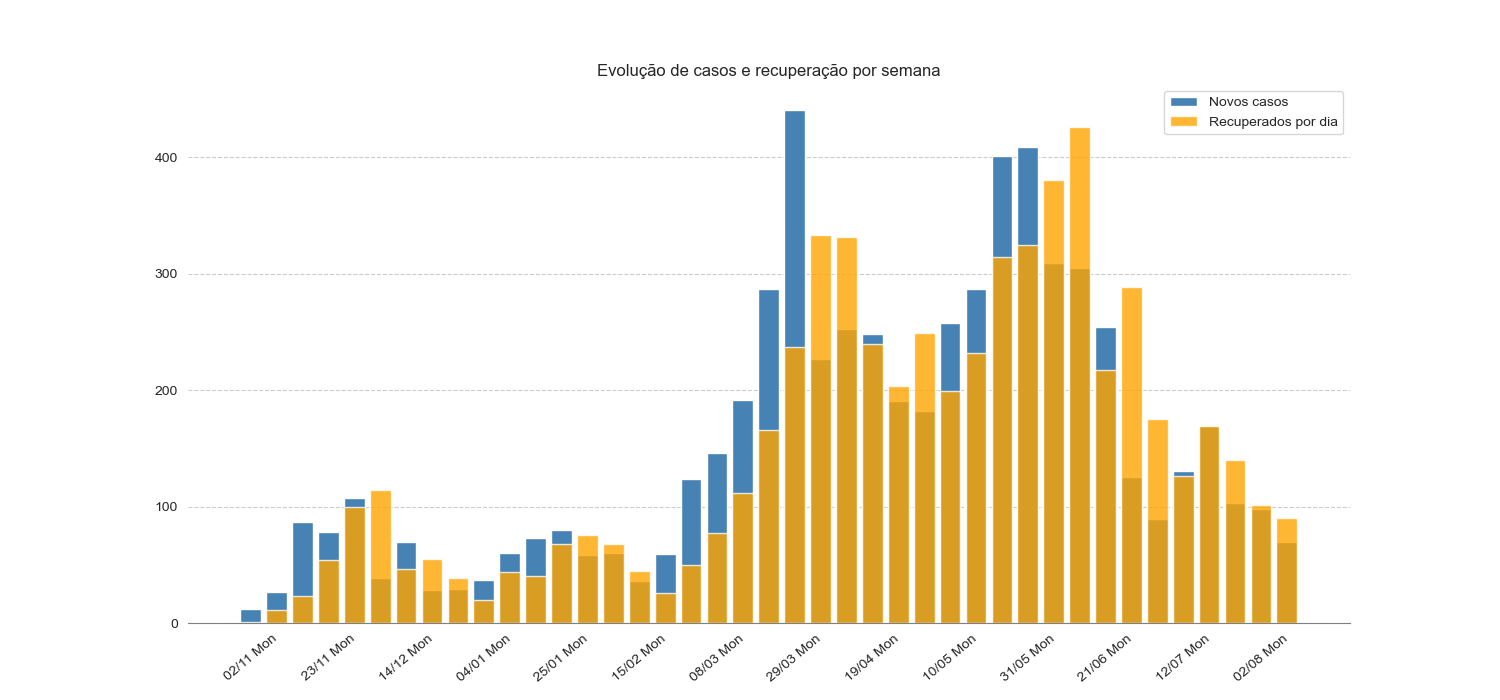 Evolução de casos e recuperação por semana
Novos casos
Recuperados por dia
400
300
200
100
0
02/11 Mon
23/11 Mon
14/12 Mon
04/01 Mon
25/01 Mon
15/02 Mon
08/03 Mon
29/03 Mon
19/04 Mon
10/05 Mon
31/05 Mon
21/06 Mon
12/07 Mon
02/08 Mon